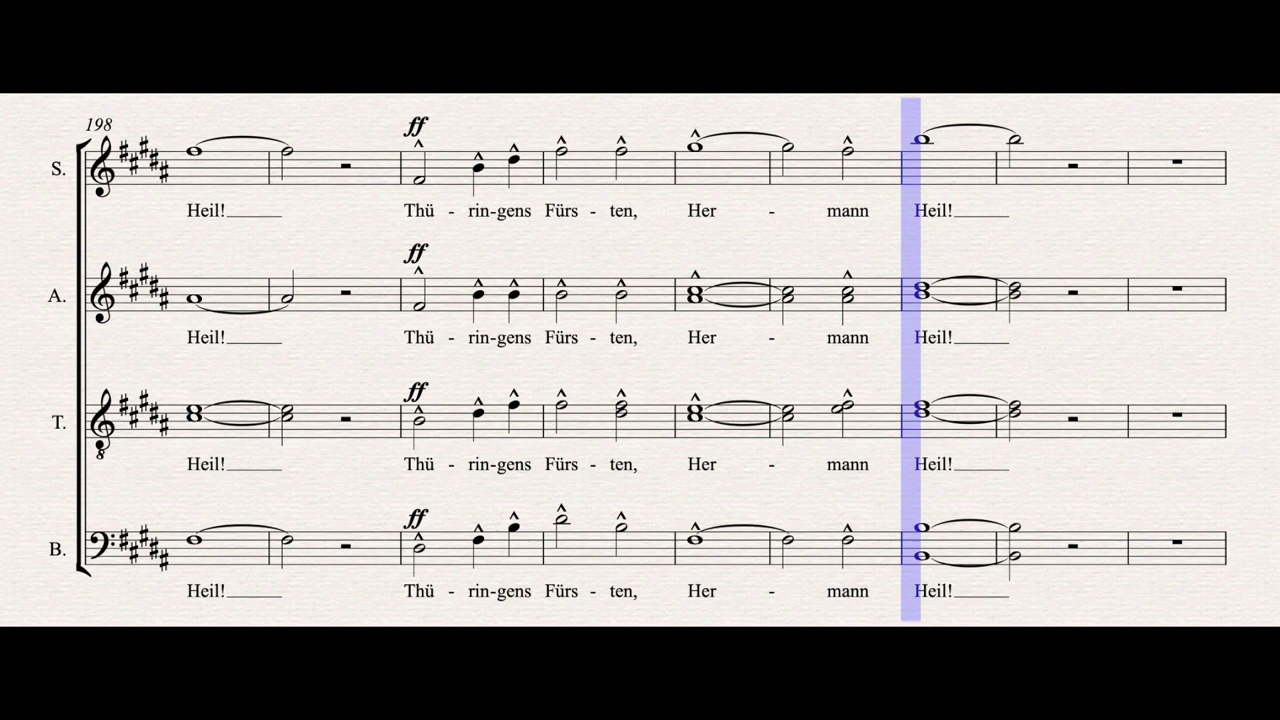 198
ff
S.
Heil! Thü - rin-gens Fürs - ten, Her - mann Heil!
ff
A.
Heil! Thü - rin-gens Fürs - ten, Her - mann Heil!
ff
T.
8
Heil! Thü - rin-gens Fürs - ten, Her - mann Heil!
ff
B.
Heil! Thü - rin-gens Fürs - ten, Her - mann Heil!